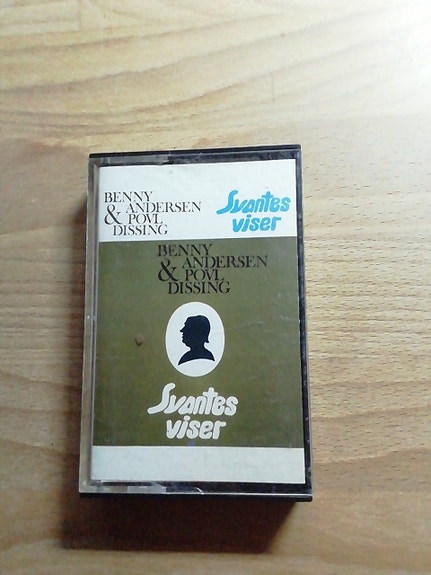 BENNY
& ANDERSEN
POVL
DISSING
Svantes
viser
BENNY
& ANDERSEN
POVL
DISSING
Svantes
viser